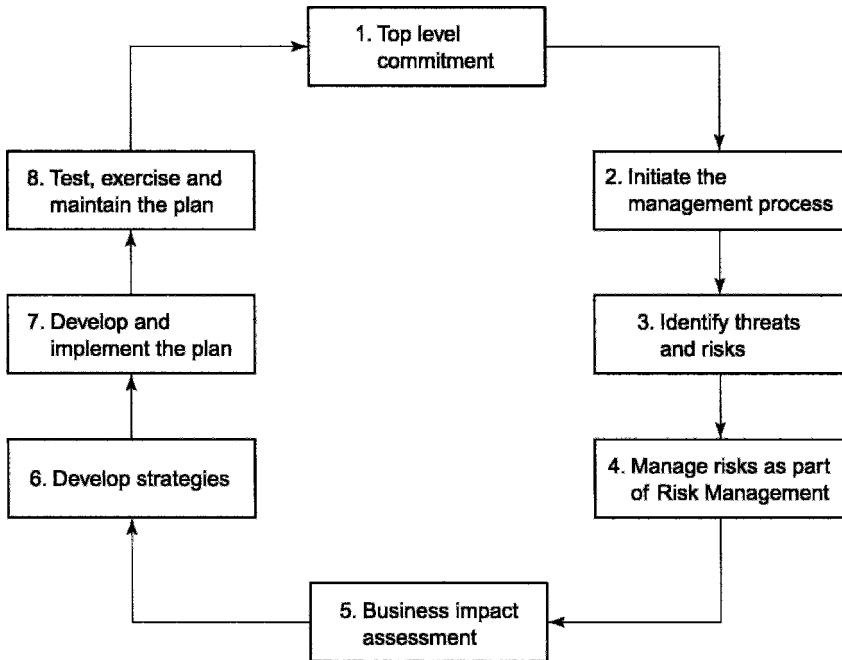 1. Top level
commitment
2. Initiate the
management process
3. Identify threats
and risks
4. Manage risks as part
of Risk Management
5. Business impact
assessment
6. Develop strategies
7. Develop and
implement the plan
8. Test, exercise and
maintain the plan